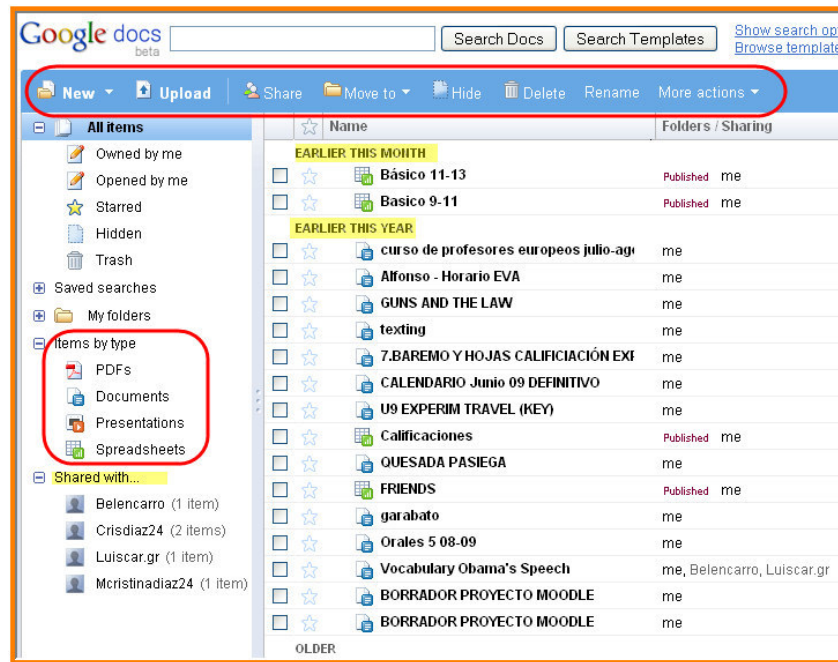 Google docs
beta
Search Docs Search Templates
Show search op
Browse template
New Upload Share Move to Hide Delete Rename More actions
All items
Owned by me
Opened by me
Starred
Hidden
Trash
Saved searches
My folders
Items by type
PDFs
Documents
Presentations
Spreadsheets
Shared with...
Belencarro (1 item)
Crisdiaz24 (2 items)
Luiscar.gr (1 item)
Mcristinadiaz24 (1 item)
Name Folders / Sharing
EARLIER THIS MONTH
Básico 11-13 Published me
Basico 9-11 Published me
EARLIER THIS YEAR
curso de profesores europeos julio-ago me
Alfonso - Horario EVA me
GUNS AND THE LAW me
texting me
7.BAREMO Y HOJAS CALIFICIACIÓN EXF me
CALENDARIO Junio 09 DEFINITIVO me
U9 EXPERIM TRAVEL (KEY) me
Calificaciones Published me
QUESADA PASIEGA me
FRIENDS Published me
garabato me
Orales 5 08-09 me
Vocabulary Obama's Speech me, Belencarro, Luiscar.gr
BORRADOR PROYECTO MOODLE me
BORRADOR PROYECTO MOODLE me
OLDER